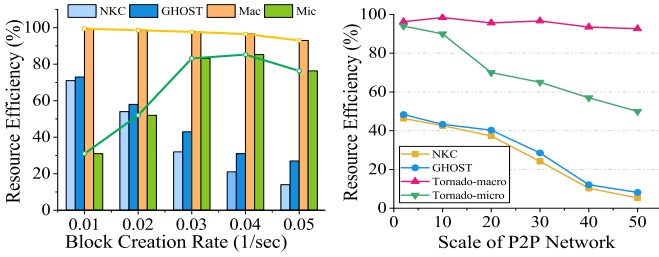 NKC GHOST Mac Mic
Resource Efficiency (%)
100
80
60
40
20
0
0.01 0.02 0.03 0.04 0.05
Block Creation Rate (1/sec)
Resource Efficiency (%)
100
80
60
40
20
0
NKC
GHOST
Tornado-macro
Tornado-micro
0 10 20 30 40 50
Scale of P2P Network